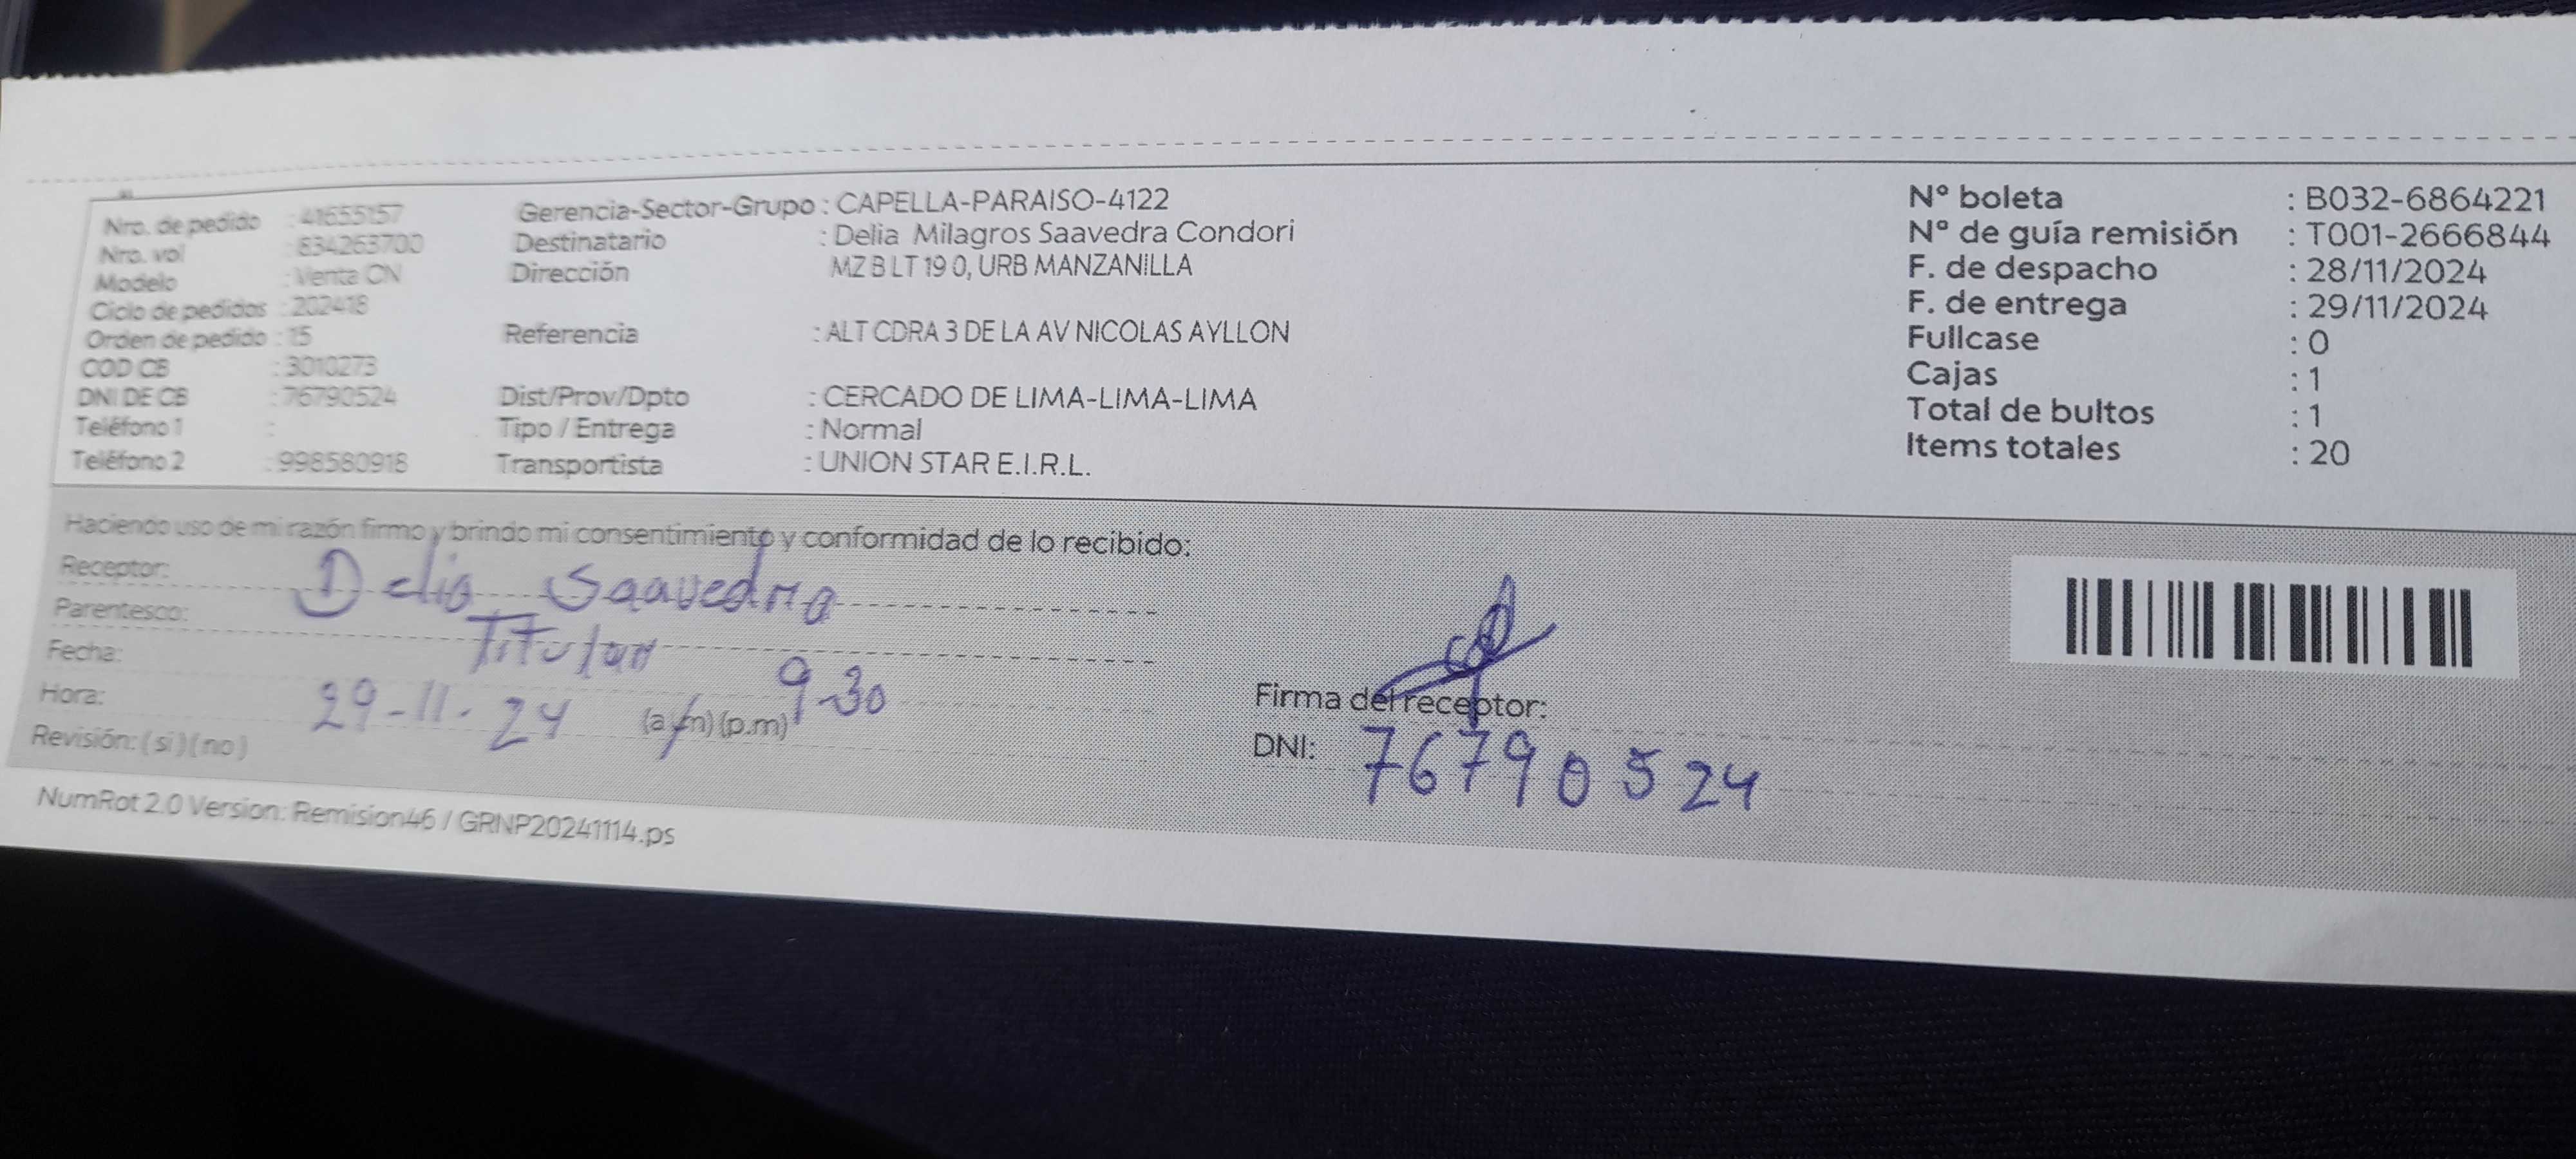 Nro. de pedido : 41655157
Nro. vol : 834263700
Modelo : Venta ON
Ciclo de pedidos : 202418
Orden de pedido : 15
COD CB : 3010273
DNI DE CB : 76790524
Teléfono 1 :
Teléfono 2 : 998580918
Gerencia-Sector-Grupo : CAPELLA-PARAISO-4122
Destinatario : Delia Milagros Saavedra Condori
Dirección MZ B LT 19 0, URB MANZANILLA
Referencia : ALT CDRA 3 DE LA AV NICOLAS AYLLON
Dist/Prov/Dpto : CERCADO DE LIMA-LIMA-LIMA
Tipo / Entrega : Normal
Transportista : UNION STAR E.I.R.L.
N° boleta : B032-6864221
N° de guía remisión : T001-2666844
F. de despacho : 28/11/2024
F. de entrega : 29/11/2024
Fullcase : 0
Cajas : 1
Total de bultos : 1
Items totales : 20
Haciendo uso de mi razón firmo y brindo mi consentimiento y conformidad de lo recibido:
Receptor: Delia Saavedra
Parentesco: Titular
Fecha: 29-11-24
Hora: (a.m) (p.m) 9-30
Revisión: ( si ) ( no )
Firma del receptor:
DNI: 76790524
NumRot 2.0 Version: Remision46 / GRNP20241114.ps